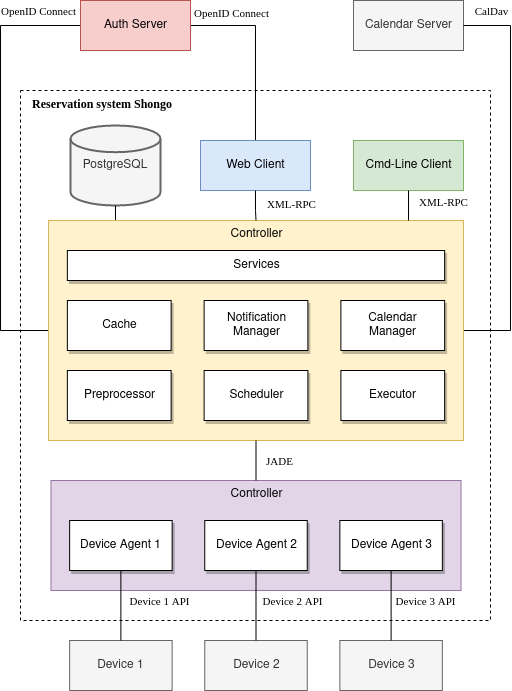 OpenID Connect
Auth Server
OpenID Connect
Calendar Server
CalDav
Reservation system Shongo
PostgreSQL
Web Client
Cmd-Line Client
XML-RPC
XML-RPC
Controller
Services
Cache
Notification
Manager
Calendar
Manager
Preprocessor
Scheduler
Executor
JADE
Controller
Device Agent 1
Device Agent 2
Device Agent 3
Device 1 API
Device 2 API
Device 3 API
Device 1
Device 2
Device 3